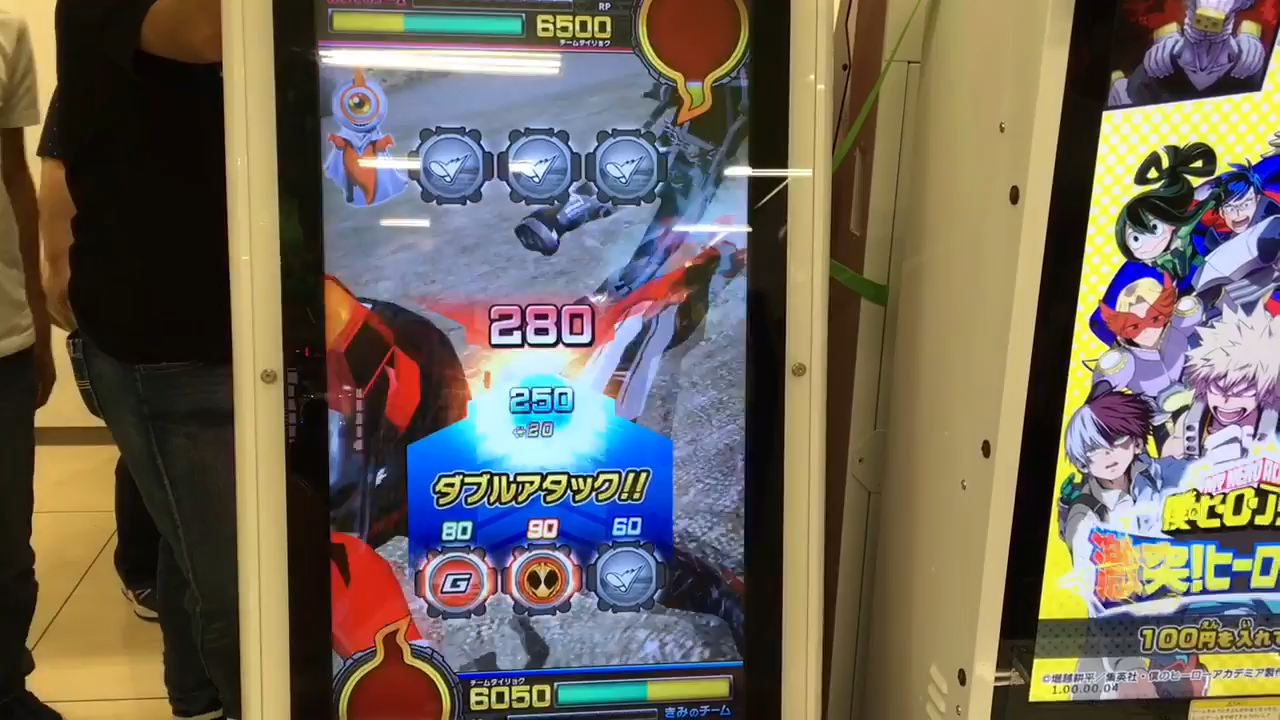 RP
6500
チームタイリョク
280
250
+20
ダブルアタック!!
80 90 60
G
チームタイリョク
6050
きみのチーム
僕のヒーロー
激突!ヒーロ
100円を入れて
©堀越耕平/集英社・僕のヒーローアカデミア製作
1.00.00.04